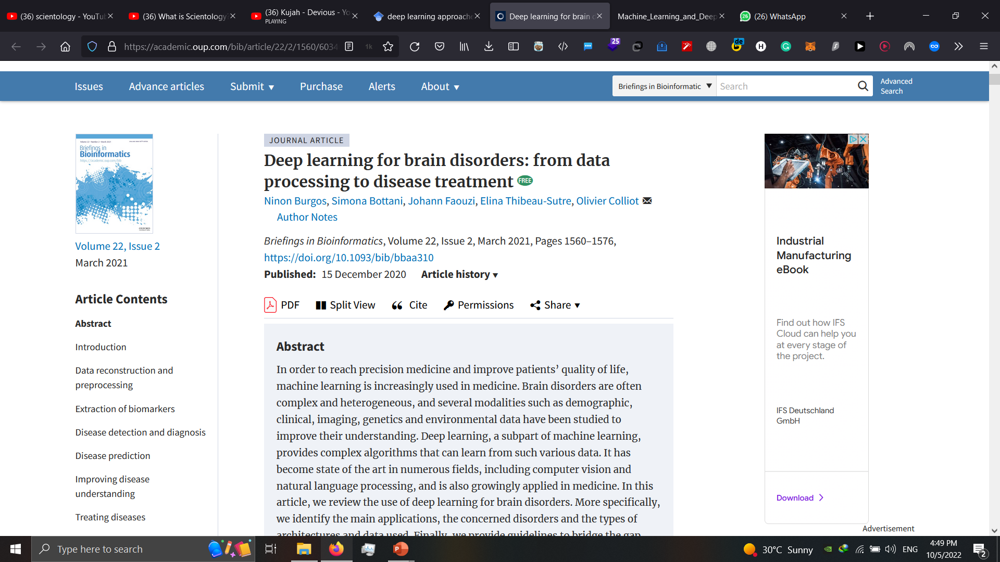 (36) scientology - YouTu
(36) What is Scientology?
(36) Kujah - Devious - Yo
PLAYING
deep learning approache
Deep learning for brain d
Machine_Learning_and_Deep
26
(26) WhatsApp
https://academic.oup.com/bib/article/22/2/1560/6034
1k
25
de
H
Issues
Advance articles
Submit
Purchase
Alerts
About
Briefings in Bioinformatic
Search
Advanced
Search
Briefings in
Bioinformatics
https://academic.oup.com/bib
OXFORD
Volume 22, Issue 2
March 2021
Article Contents
Abstract
Introduction
Data reconstruction and
preprocessing
Extraction of biomarkers
Disease detection and diagnosis
Disease prediction
Improving disease
understanding
Treating diseases
JOURNAL ARTICLE
Deep learning for brain disorders: from data
processing to disease treatment FREE
Ninon Burgos, Simona Bottani, Johann Faouzi, Elina Thibeau-Sutre, Olivier Colliot
Author Notes
Briefings in Bioinformatics, Volume 22, Issue 2, March 2021, Pages 1560–1576,
https://doi.org/10.1093/bib/bbaa310
Published: 15 December 2020 Article history
PDF
Split View
Cite
Permissions
Share
Abstract
In order to reach precision medicine and improve patients’ quality of life,
machine learning is increasingly used in medicine. Brain disorders are often
complex and heterogeneous, and several modalities such as demographic,
clinical, imaging, genetics and environmental data have been studied to
improve their understanding. Deep learning, a subpart of machine learning,
provides complex algorithms that can learn from such various data. It has
become state of the art in numerous fields, including computer vision and
natural language processing, and is also growingly applied in medicine. In this
article, we review the use of deep learning for brain disorders. More specifically,
we identify the main applications, the concerned disorders and the types of
architectures and data used. Finally, we provide guidelines to bridge the gap
Industrial
Manufacturing
eBook
Find out how IFS
Cloud can help you
at every stage of
the project.
IFS Deutschland
GmbH
Download
Advertisement
Type here to search
30°C Sunny
ENG
4:49 PM
10/5/2022
2